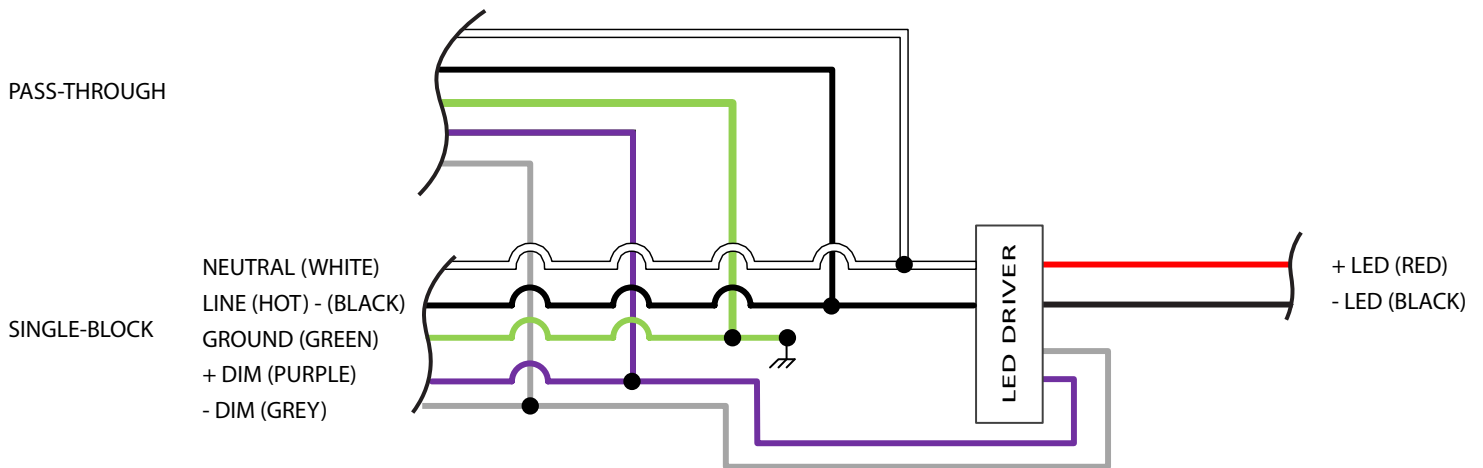 PASS-THROUGH
NEUTRAL (WHITE)
LINE (HOT) - (BLACK)
SINGLE-BLOCK
GROUND (GREEN)
+ DIM (PURPLE)
- DIM (GREY)
LED DRIVER
+ LED (RED)
- LED (BLACK)